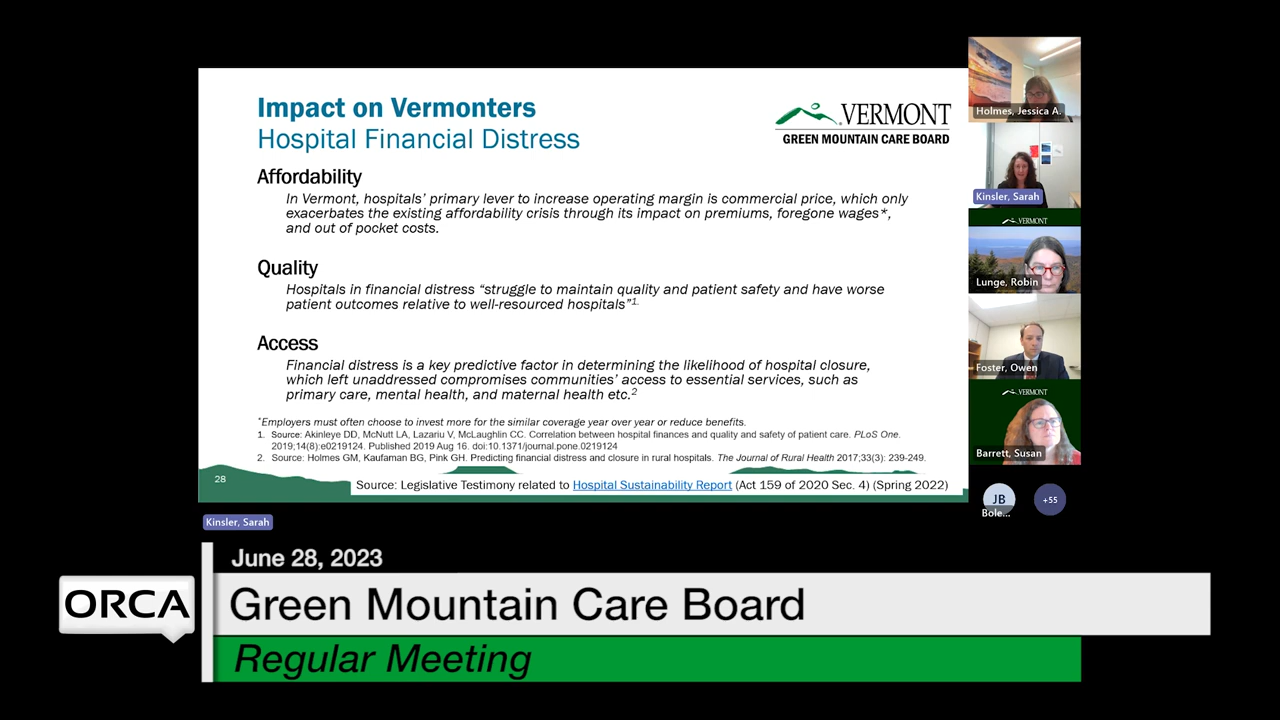 Impact on Vermonters
Hospital Financial Distress
VERMONT
GREEN MOUNTAIN CARE BOARD
Affordability
In Vermont, hospitals' primary lever to increase operating margin is commercial price, which only
exacerbates the existing affordability crisis through its impact on premiums, foregone wages*,
and out of pocket costs.
Quality
Hospitals in financial distress “struggle to maintain quality and patient safety and have worse
patient outcomes relative to well-resourced hospitals”1.
Access
Financial distress is a key predictive factor in determining the likelihood of hospital closure,
which left unaddressed compromises communities' access to essential services, such as
primary care, mental health, and maternal health etc.2
*Employers must often choose to invest more for the similar coverage year over year or reduce benefits.
1. Source: Akinleye DD, McNutt LA, Lazariu V, McLaughlin CC. Correlation between hospital finances and quality and safety of patient care. PLoS One.
2019;14(8):e0219124. Published 2019 Aug 16. doi:10.1371/journal.pone.0219124
2. Source: Holmes GM, Kaufaman BG, Pink GH. Predicting financial distress and closure in rural hospitals. The Journal of Rural Health 2017;33(3): 239-249.
28
Source: Legislative Testimony related to Hospital Sustainability Report (Act 159 of 2020 Sec. 4) (Spring 2022)
Holmes, Jessica A.
Kinsler, Sarah
VERMONT
Lunge, Robin
Foster, Owen
VERMONT
Barrett, Susan
JB
Bole...
+55
Kinsler, Sarah
June 28, 2023
ORCA
Green Mountain Care Board
Regular Meeting